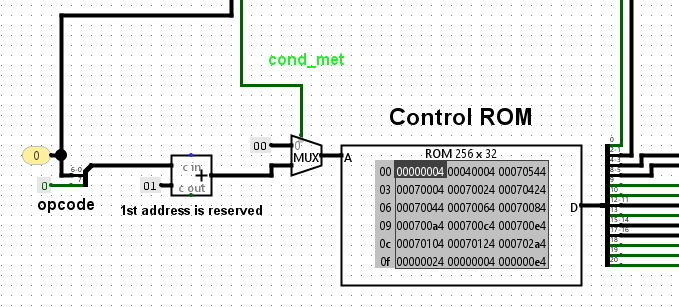 cond_met
Control ROM
0
6-0
7
0
opcode
01
c in
+
c out
1st address is reserved
00
0
MUX
A
ROM 256 x 32
00 00000004 00040004 00070544
03 00070004 00070024 00070424
06 00070044 00070064 00070084
09 000700a4 000700c4 000700e4
0c 00070104 00070124 000702a4
0f 00000024 00000004 000000e4
D
0
2-1
4-3
8-5
9
10
12-11
13
14
15
17-16
18
19
20